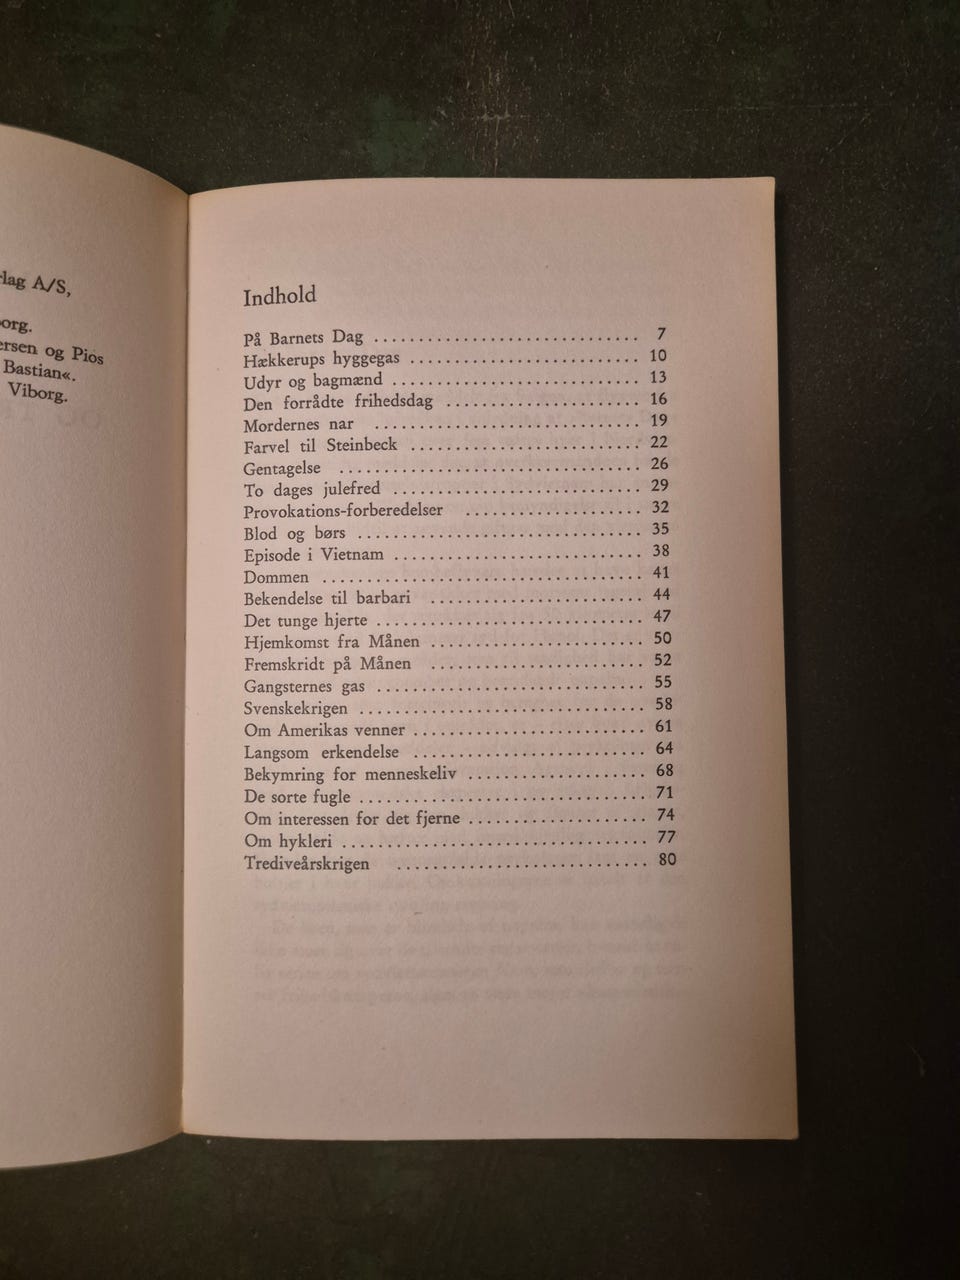 lag A/S,
org.
ersen og Pios
Bastian«.
Viborg.
Indhold
På Barnets Dag .............................. 7
Hækkerups hyggegas .......................... 10
Udyr og bagmænd ............................ 13
Den forrådte frihedsdag ...................... 16
Mordernes nar .............................. 19
Farvel til Steinbeck .......................... 22
Gentagelse .................................. 26
To dages julefred ............................ 29
Provokations-forberedelser .................... 32
Blod og børs ................................ 35
Episode i Vietnam ............................ 38
Dommen .................................... 41
Bekendelse til barbari ........................ 44
Det tunge hjerte .............................. 47
Hjemkomst fra Månen ........................ 50
Fremskridt på Månen ........................ 52
Gangsternes gas .............................. 55
Svenskekrigen ................................ 58
Om Amerikas venner .......................... 61
Langsom erkendelse .......................... 64
Bekymring for menneskeliv .................... 68
De sorte fugle ................................ 71
Om interessen for det fjerne .................... 74
Om hykleri .................................. 77
Trediveårskrigen ............................ 80